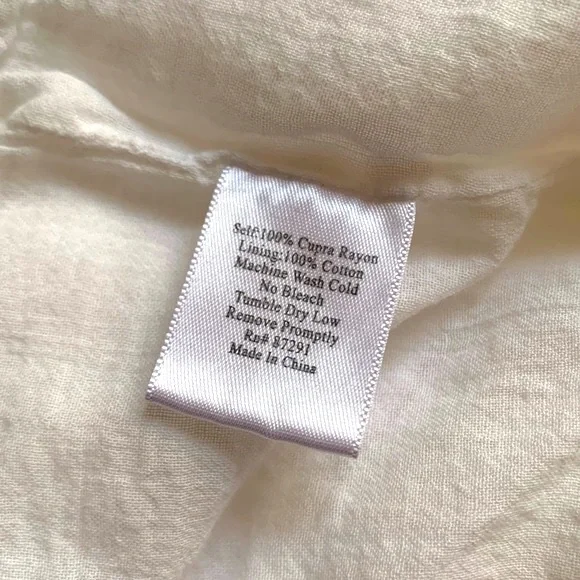 Self:100% Cupra Rayon
Lining:100% Cotton
Machine Wash Cold
No Bleach
Tumble Dry Low
Remove Promptly
Rn# 87291
Made In China